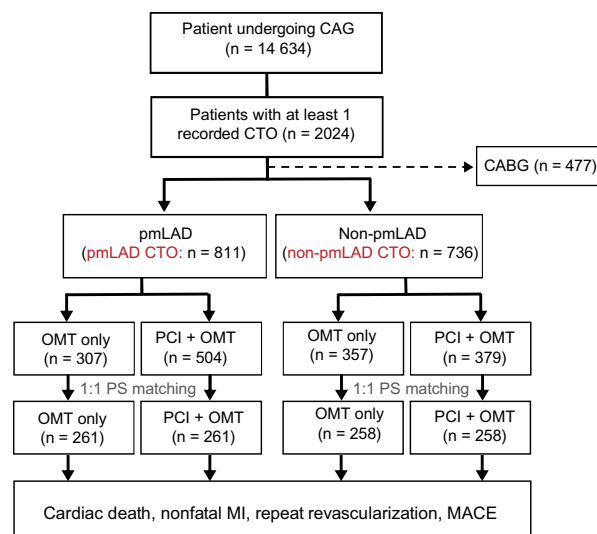 Patient undergoing CAG
(n = 14 634)
Patients with at least 1
recorded CTO (n = 2024)
CABG (n = 477)
pmLAD
(pmLAD CTO: n = 811)
Non-pmLAD
(non-pmLAD CTO: n = 736)
OMT only
(n = 307)
PCI + OMT
(n = 504)
OMT only
(n = 357)
PCI + OMT
(n = 379)
1:1 PS matching
1:1 PS matching
OMT only
(n = 261)
PCI + OMT
(n = 261)
OMT only
(n = 258)
PCI + OMT
(n = 258)
Cardiac death, nonfatal MI, repeat revascularization, MACE